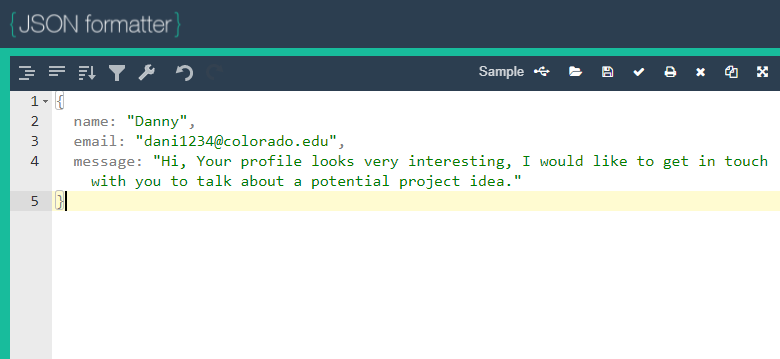 {JSON formatter}
Sample
1 {
2 name: "Danny",
3 email: "dani1234@colorado.edu",
4 message: "Hi, Your profile looks very interesting, I would like to get in touch
with you to talk about a potential project idea."
5 }